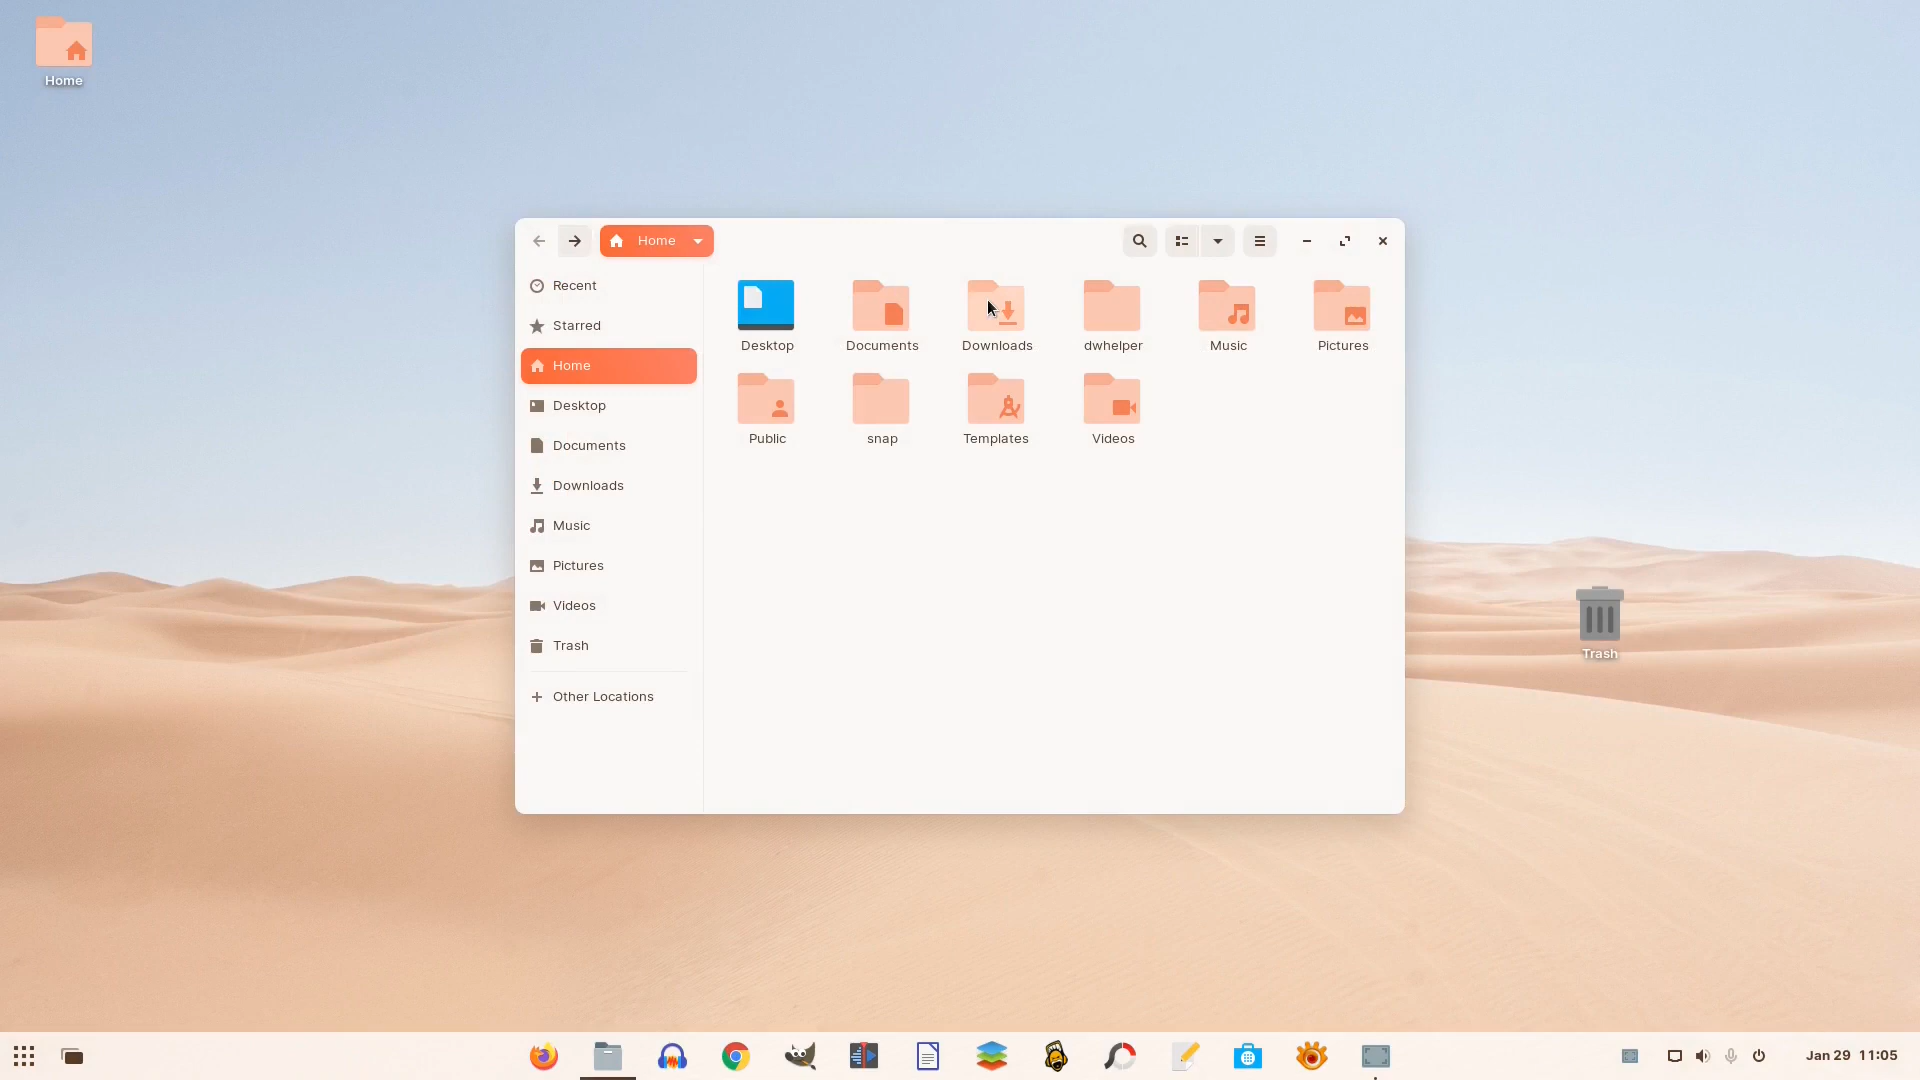 Home
Home
Recent
Starred
Home
Desktop
Documents
Downloads
Music
Pictures
Videos
Trash
Other Locations
Desktop
Documents
Downloads
dwhelper
Music
Pictures
Public
snap
Templates
Videos
Trash
Jan 29 11:05